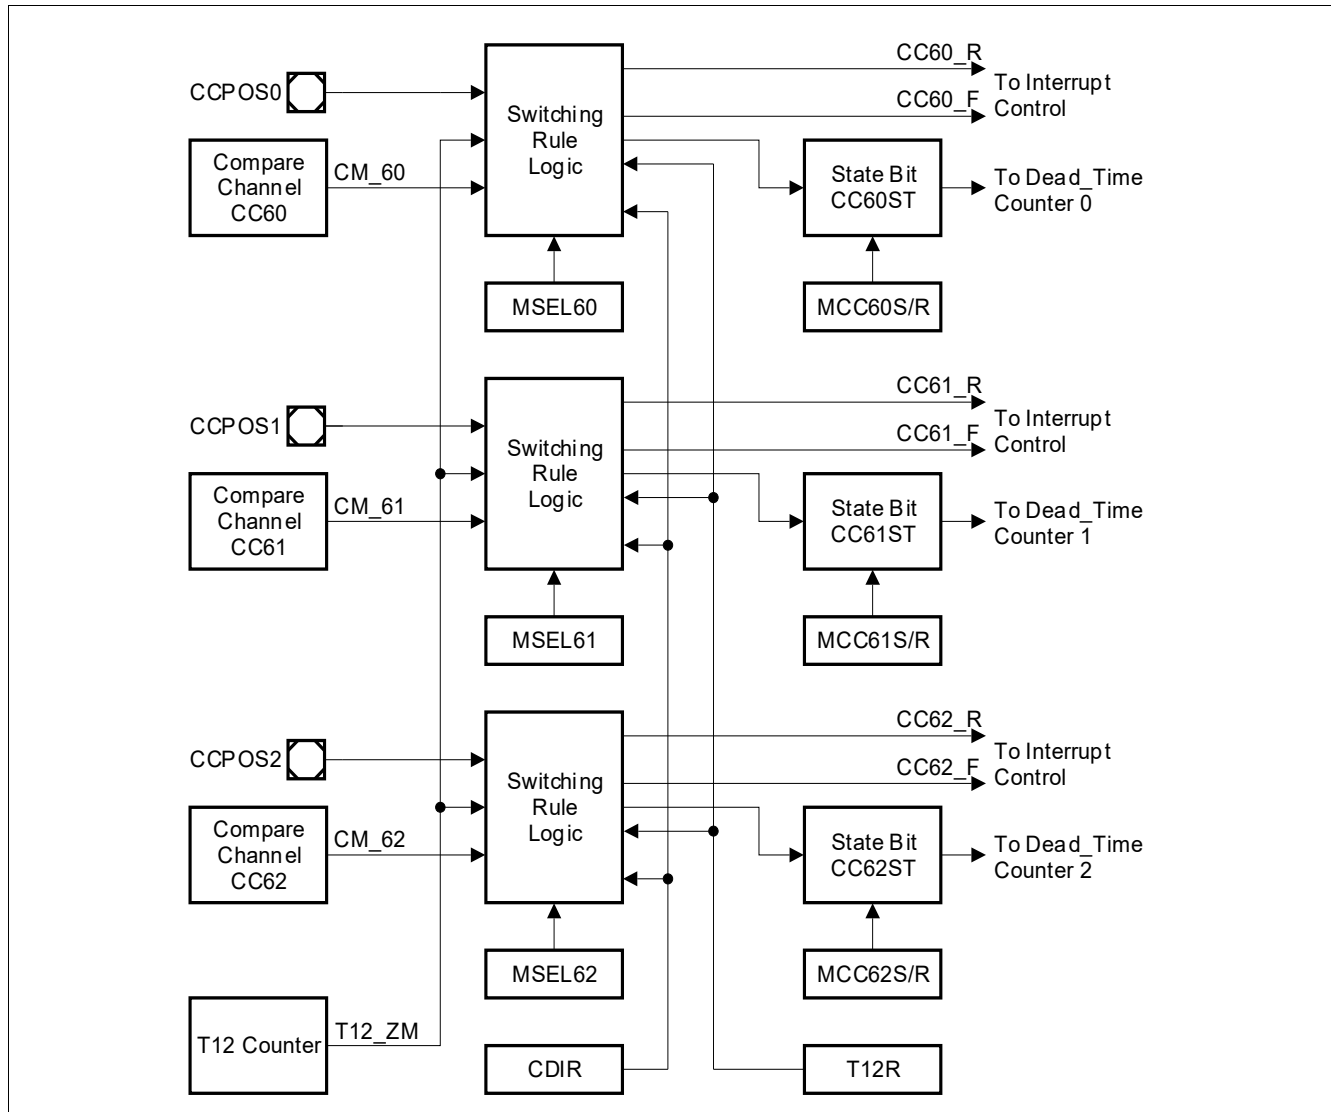 CC60_R
To Interrupt
Control
CCPOS0
CC60_F
Switching
Rule
Logic
Compare
Channel
CC60
CM_60
State Bit
CC60ST
To Dead_Time
Counter 0
MSEL60
MCC60S/R
CC61_R
To Interrupt
Control
CCPOS1
CC61_F
Switching
Rule
Logic
Compare
Channel
CC61
CM_61
State Bit
CC61ST
To Dead_Time
Counter 1
MSEL61
MCC61S/R
CC62_R
To Interrupt
Control
CCPOS2
CC62_F
Switching
Rule
Logic
Compare
Channel
CC62
CM_62
State Bit
CC62ST
To Dead_Time
Counter 2
MSEL62
MCC62S/R
T12 Counter
T12_ZM
CDIR
T12R